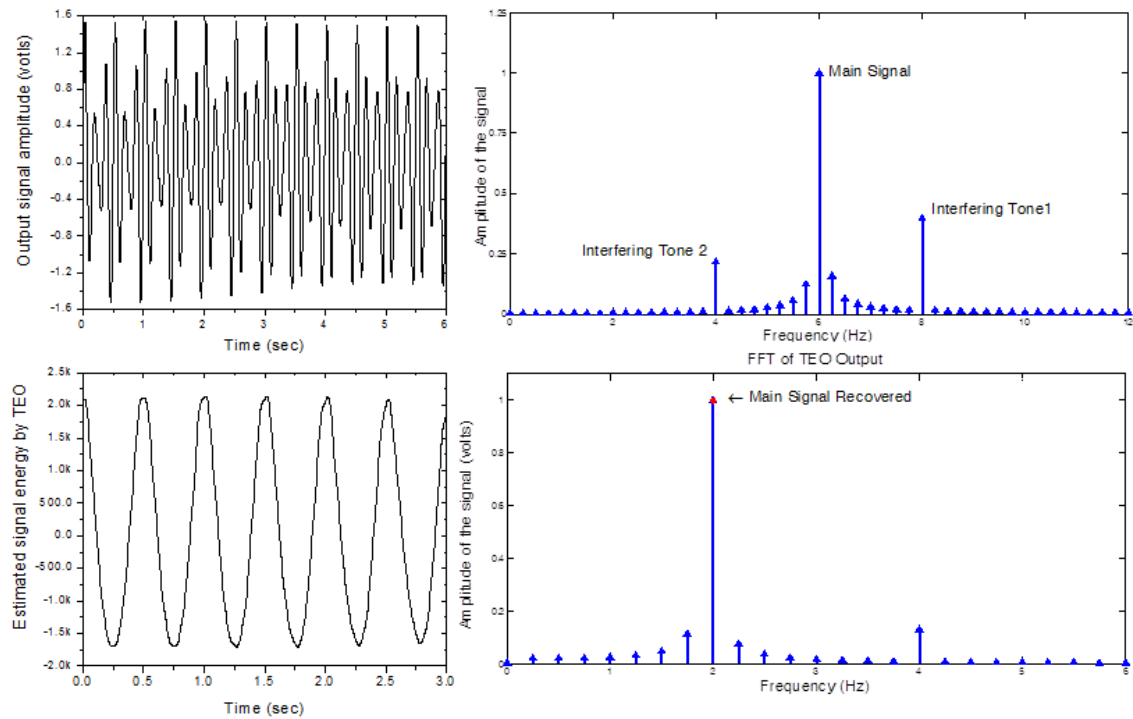 1.6
1.2
0.8
0.4
0.0
-0.4
-0.8
-1.2
-1.6
Output signal amplitude (votls)
0 1 2 3 4 5 6
Time (sec)
1.25
1
0.75
0.5
0.25
0
Amplitude of the signal
Main Signal
Interfering Tone1
Interfering Tone 2
0 2 4 6 8 10 12
Frequency (Hz)
2.5k
2.0k
1.5k
1.0k
500.0
0.0
-500.0
-1.0k
-1.5k
-2.0k
Estimated signal energy by TEO
0.0 0.5 1.0 1.5 2.0 2.5 3.0
Time (sec)
FFT of TEO Output
1
0.8
0.6
0.4
0.2
0
Amplitude of the signal (volts)
← Main Signal Recovered
0 1 2 3 4 5 6
Frequency (Hz)